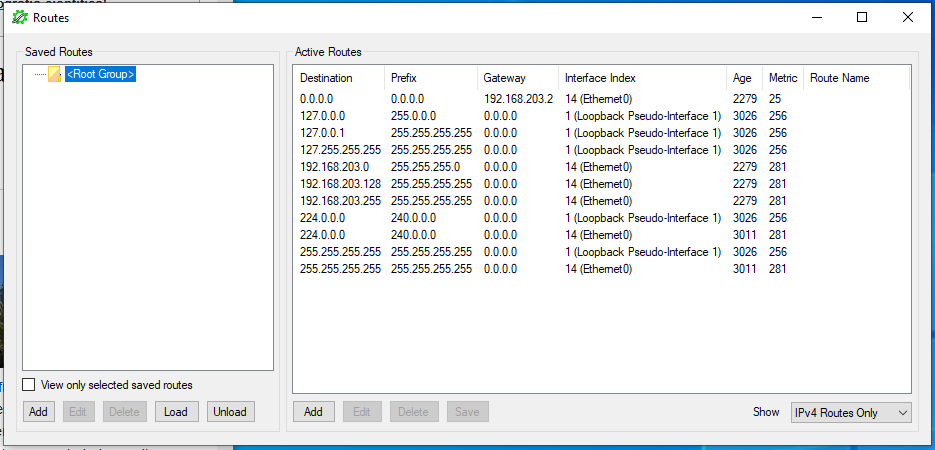 Routes
Saved Routes
<Root Group>
View only selected saved routes
Add Edit Delete Load Unload
Active Routes
Destination Prefix Gateway Interface Index Age Metric Route Name
0.0.0.0 0.0.0.0 192.168.203.2 14 (Ethernet0) 2279 25
127.0.0.0 255.0.0.0 0.0.0.0 1 (Loopback Pseudo-Interface 1) 3026 256
127.0.0.1 255.255.255.255 0.0.0.0 1 (Loopback Pseudo-Interface 1) 3026 256
127.255.255.255 255.255.255.255 0.0.0.0 1 (Loopback Pseudo-Interface 1) 3026 256
192.168.203.0 255.255.255.0 0.0.0.0 14 (Ethernet0) 2279 281
192.168.203.128 255.255.255.255 0.0.0.0 14 (Ethernet0) 2279 281
192.168.203.255 255.255.255.255 0.0.0.0 14 (Ethernet0) 2279 281
224.0.0.0 240.0.0.0 0.0.0.0 1 (Loopback Pseudo-Interface 1) 3026 256
224.0.0.0 240.0.0.0 0.0.0.0 14 (Ethernet0) 3011 281
255.255.255.255 255.255.255.255 0.0.0.0 1 (Loopback Pseudo-Interface 1) 3026 256
255.255.255.255 255.255.255.255 0.0.0.0 14 (Ethernet0) 3011 281
Add Edit Delete Save Show IPv4 Routes Only